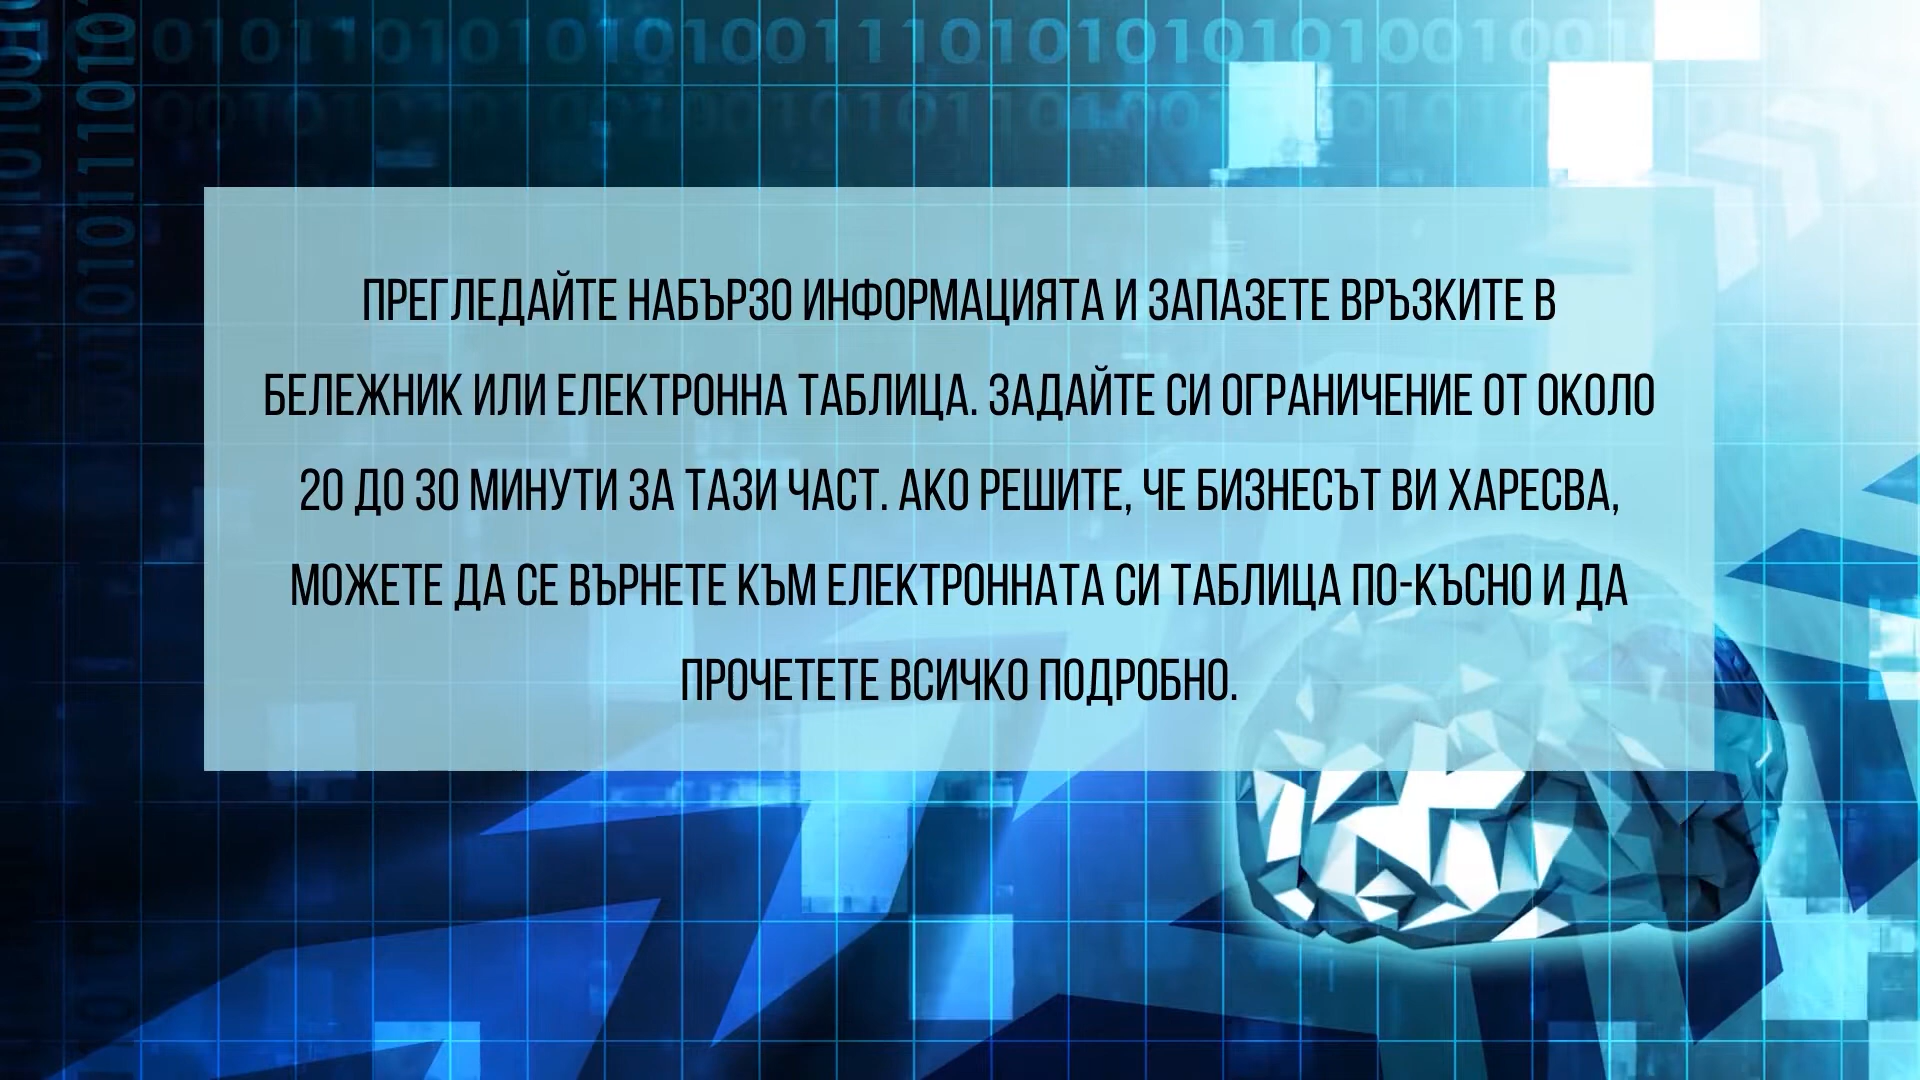 ПРЕГЛЕДАЙТЕ НАБЪРЗО ИНФОРМАЦИЯТА И ЗАПАЗЕТЕ ВРЪЗКИТЕ В
БЕЛЕЖНИК ИЛИ ЕЛЕКТРОННА ТАБЛИЦА. ЗАДАЙТЕ СИ ОГРАНИЧЕНИЕ ОТ ОКОЛО
20 ДО 30 МИНУТИ ЗА ТАЗИ ЧАСТ. АКО РЕШИТЕ, ЧЕ БИЗНЕСЪТ ВИ ХАРЕСВА,
МОЖЕТЕ ДА СЕ ВЪРНЕТЕ КЪМ ЕЛЕКТРОННАТА СИ ТАБЛИЦА ПО-КЪСНО И ДА
ПРОЧЕТЕТЕ ВСИЧКО ПОДРОБНО.